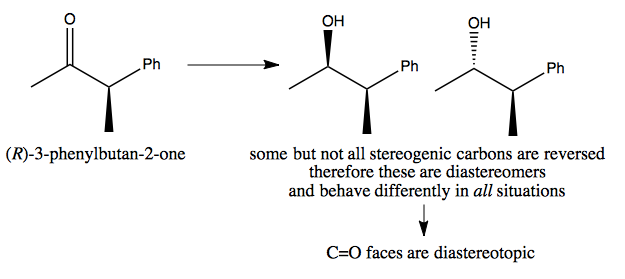 O
Ph
OH
Ph
OH
Ph
(R)-3-phenylbutan-2-one
some but not all stereogenic carbons are reversed
therefore these are diastereomers
and behave differently in all situations
C=O faces are diastereotopic